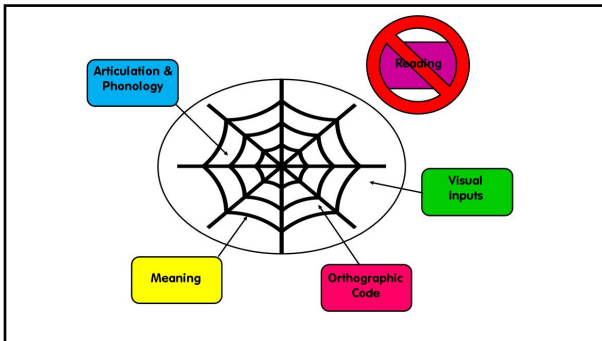 Reading
Articulation &
Phonology
Visual
Inputs
Meaning
Orthographic
Code